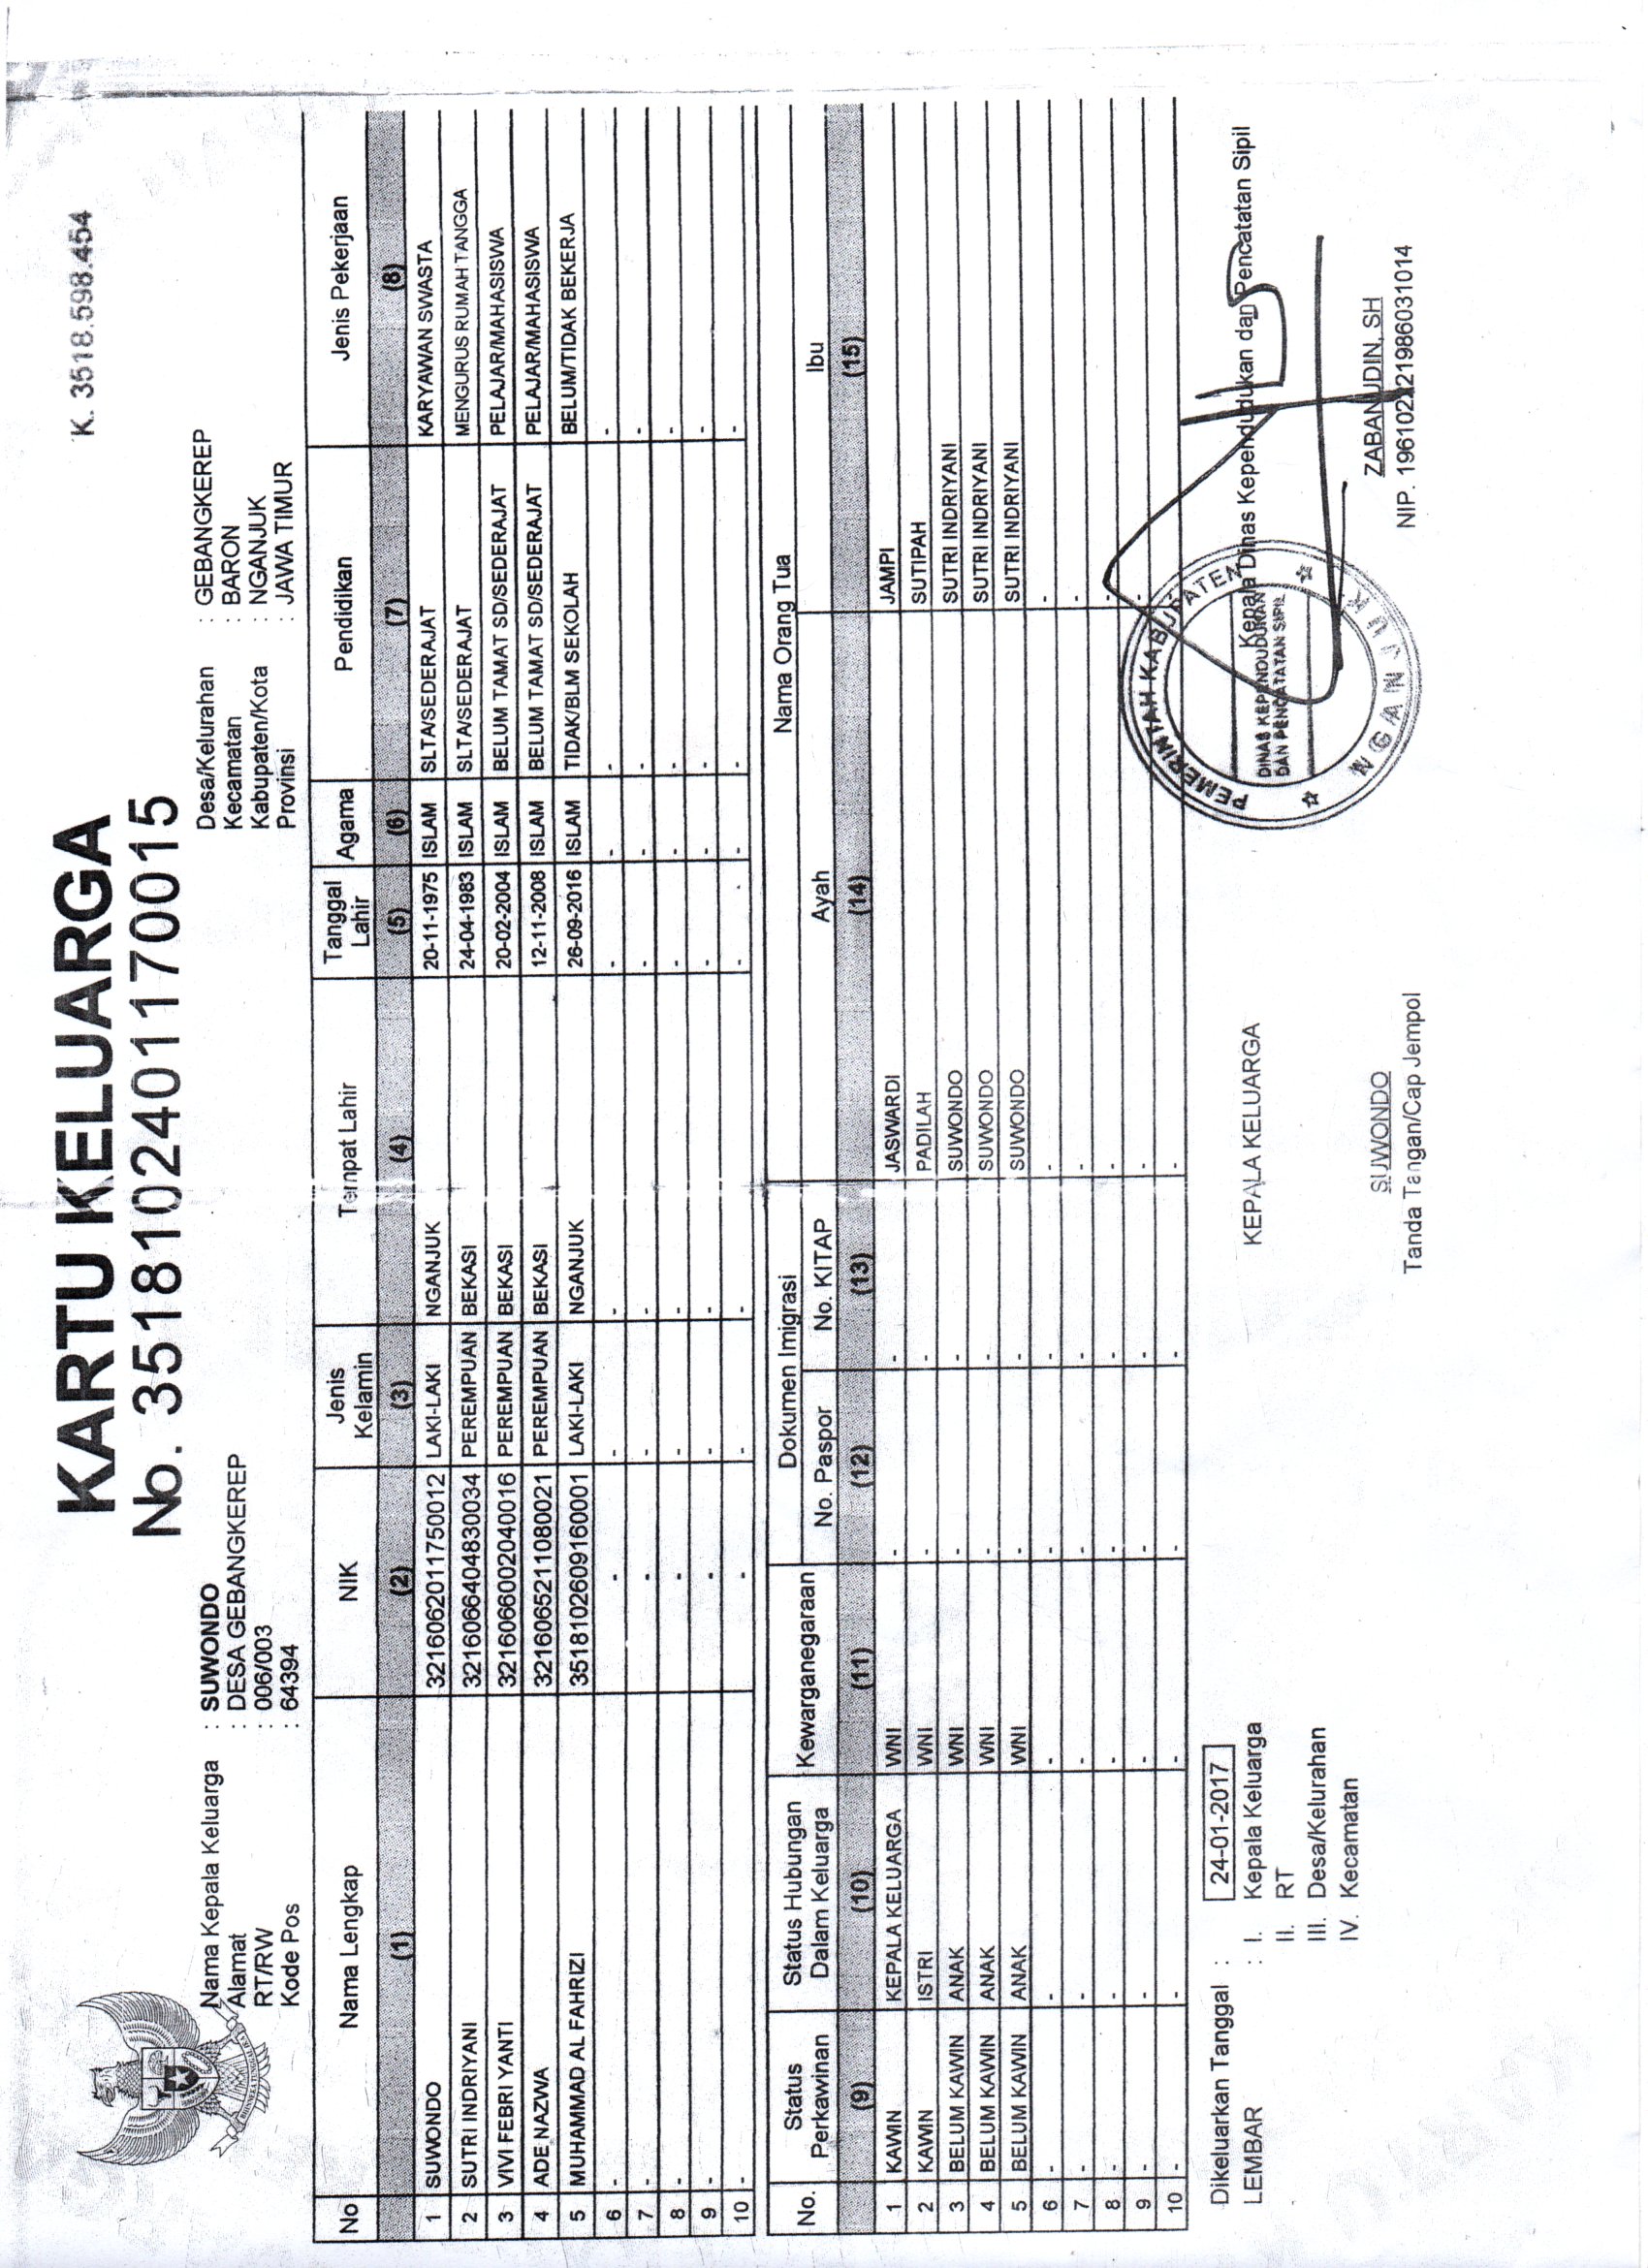 KARTU KELUARGA
No. 3518102401170015
K. 3518.598.454
BHINNEKA TUNGGAL IKA
Nama Kepala Keluarga : SUWONDO
Alamat : DESA GEBANGKEREP
RT/RW : 006/003
Kode Pos : 64394
Desa/Kelurahan : GEBANGKEREP
Kecamatan : BARON
Kabupaten/Kota : NGANJUK
Provinsi : JAWA TIMUR
No Nama Lengkap NIK Jenis Kelamin Tempat Lahir Tanggal Lahir Agama Pendidikan Jenis Pekerjaan
(1) (2) (3) (4) (5) (6) (7) (8)
1 SUWONDO 3216062011750012 LAKI-LAKI NGANJUK 20-11-1975 ISLAM SLTA/SEDERAJAT KARYAWAN SWASTA
2 SUTRI INDRIYANI 3216066404830034 PEREMPUAN BEKASI 24-04-1983 ISLAM SLTA/SEDERAJAT MENGURUS RUMAH TANGGA
3 VIVI FEBRI YANTI 3216066002040016 PEREMPUAN BEKASI 20-02-2004 ISLAM BELUM TAMAT SD/SEDERAJAT PELAJAR/MAHASISWA
4 ADE NAZWA 3216065211080021 PEREMPUAN BEKASI 12-11-2008 ISLAM BELUM TAMAT SD/SEDERAJAT PELAJAR/MAHASISWA
5 MUHAMMAD AL FAHRIZI 3518102609160001 LAKI-LAKI NGANJUK 26-09-2016 ISLAM TIDAK/BLM SEKOLAH BELUM/TIDAK BEKERJA
6 - - - - - - - -
7 - - - - - - - -
8 - - - - - - - -
9 - - - - - - - -
10 - - - - - - - -
No. Status Perkawinan Status Hubungan Dalam Keluarga Kewarganegaraan Dokumen Imigrasi Nama Orang Tua
No. Paspor No. KITAP Ayah Ibu
(9) (10) (11) (12) (13) (14) (15)
1 KAWIN KEPALA KELUARGA WNI - - JASWARDI JAMPI
2 KAWIN ISTRI WNI - - PADILAH SUTIPAH
3 BELUM KAWIN ANAK WNI - - SUWONDO SUTRI INDRIYANI
4 BELUM KAWIN ANAK WNI - - SUWONDO SUTRI INDRIYANI
5 BELUM KAWIN ANAK WNI - - SUWONDO SUTRI INDRIYANI
6 - - - - - - -
7 - - - - - - -
8 - - - - - - -
9 - - - - - - -
10 - - - - - - -
Dikeluarkan Tanggal : 24-01-2017
LEMBAR : I. Kepala Keluarga
II. RT
III. Desa/Kelurahan
IV. Kecamatan
KEPALA KELUARGA
SUWONDO
Tanda Tangan/Cap Jempol
PEMERINTAH KABUPATEN
DINAS KEPENDUDUKAN
DAN PENCATATAN SIPIL
NGANJUK
Kepala Dinas Kependudukan dan Pencatatan Sipil
ZABANUDIN, SH
NIP.